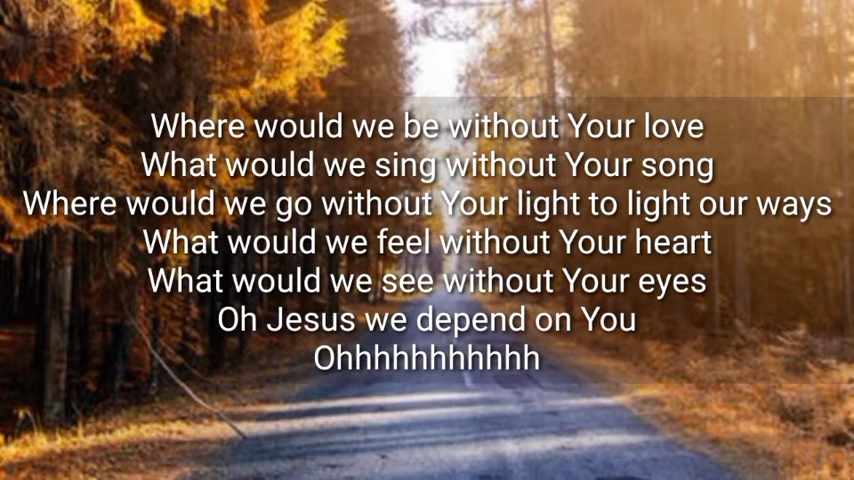 Where would we be without Your love
What would we sing without Your song
Where would we go without Your light to light our ways
What would we feel without Your heart
What would we see without Your eyes
Oh Jesus we depend on You
Ohhhhhhhhhhh